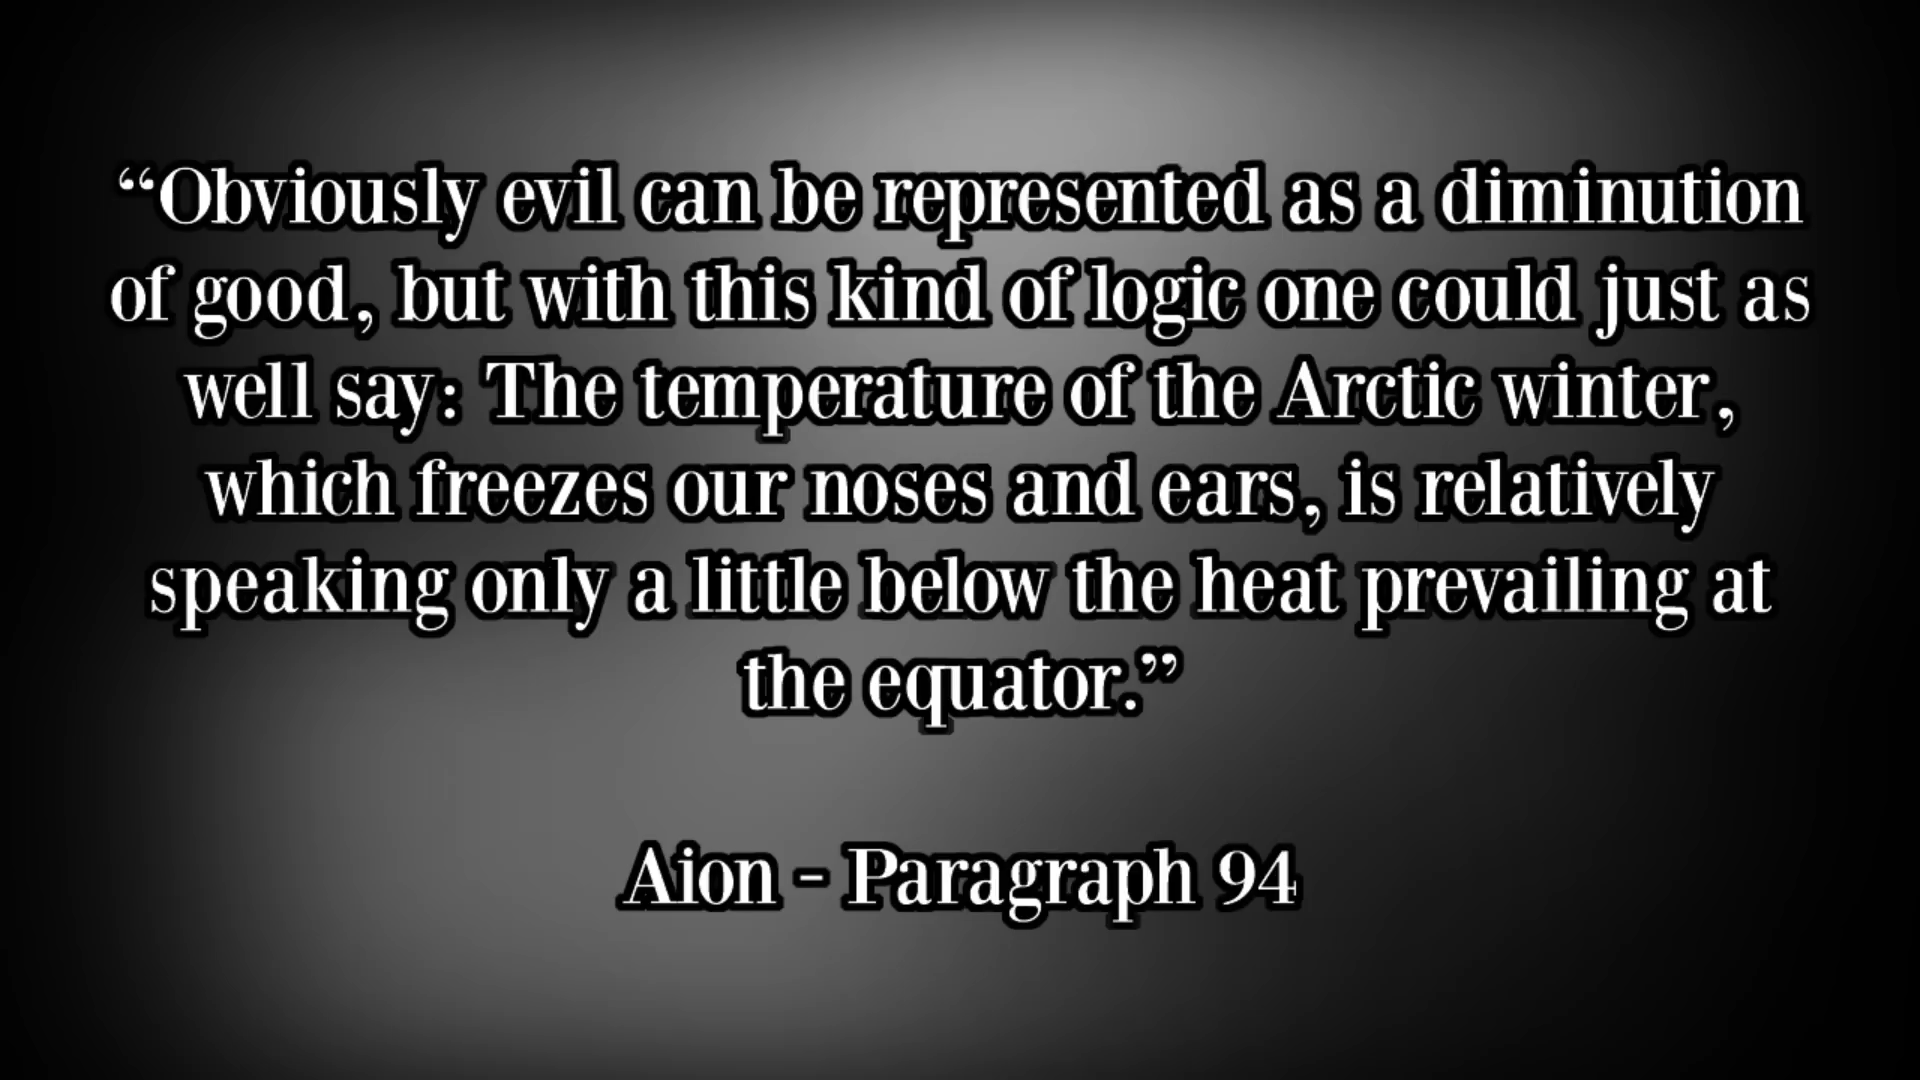 “Obviously evil can be represented as a diminution
of good, but with this kind of logic one could just as
well say: The temperature of the Arctic winter,
which freezes our noses and ears, is relatively
speaking only a little below the heat prevailing at
the equator.”
Aion - Paragraph 94